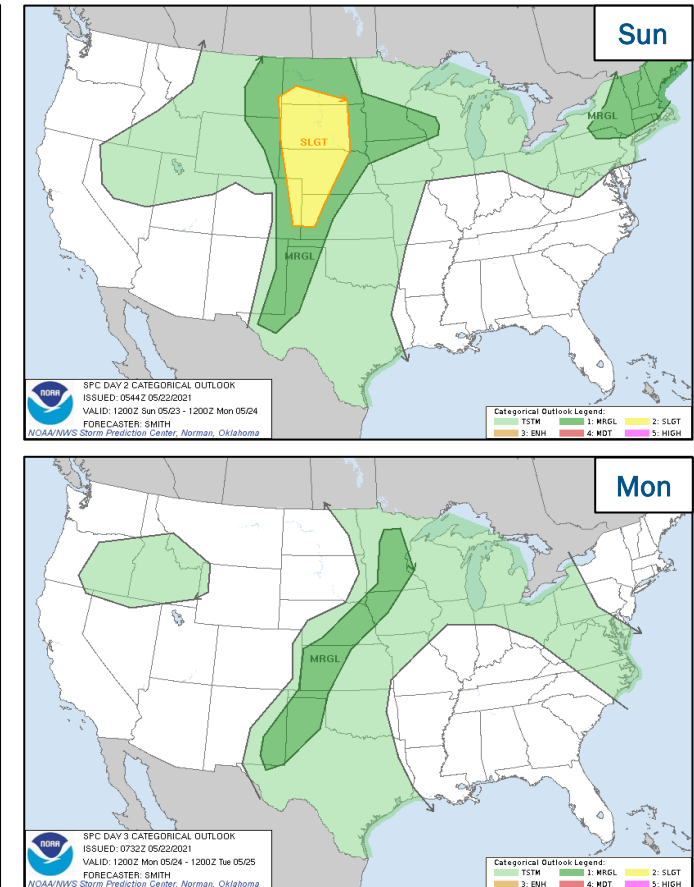 Sun
MRGL
SLGT
MRGL
NOAA
SPC DAY 2 CATEGORICAL OUTLOOK
ISSUED: 0544Z 05/22/2021
VALID: 1200Z Sun 05/23 - 1200Z Mon 05/24
FORECASTER: SMITH
NOAA/NWS Storm Prediction Center, Norman, Oklahoma
Categorical Outlook Legend:
TSTM 1: MRGL 2: SLGT
3: ENH 4: MDT 5: HIGH
Mon
MRGL
NOAA
SPC DAY 3 CATEGORICAL OUTLOOK
ISSUED: 0732Z 05/22/2021
VALID: 1200Z Mon 05/24 - 1200Z Tue 05/25
FORECASTER: SMITH
NOAA/NWS Storm Prediction Center, Norman, Oklahoma
Categorical Outlook Legend:
TSTM 1: MRGL 2: SLGT
3: ENH 4: MDT 5: HIGH